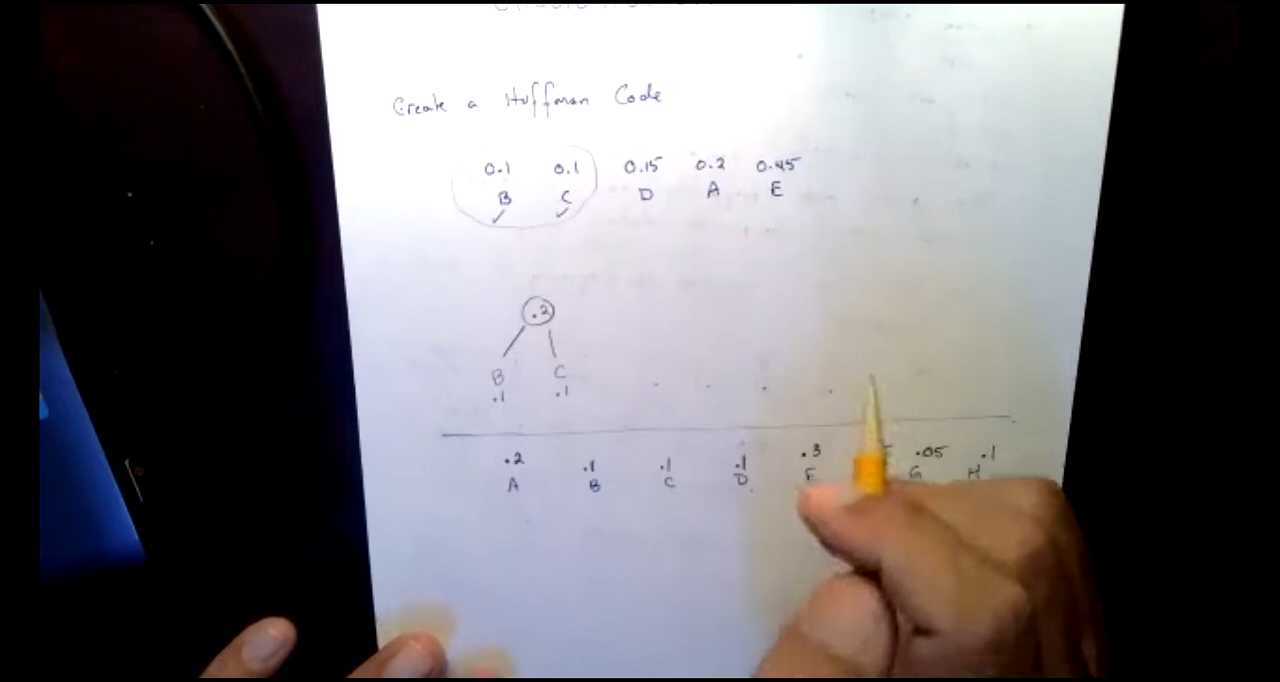 Create a Huffman Code
0.1 0.1 0.15 0.2 0.45
B C D A E
.2
B C
.1 .1
.2 .1 .1 .1 .3 .05 .1
A B C D E G H